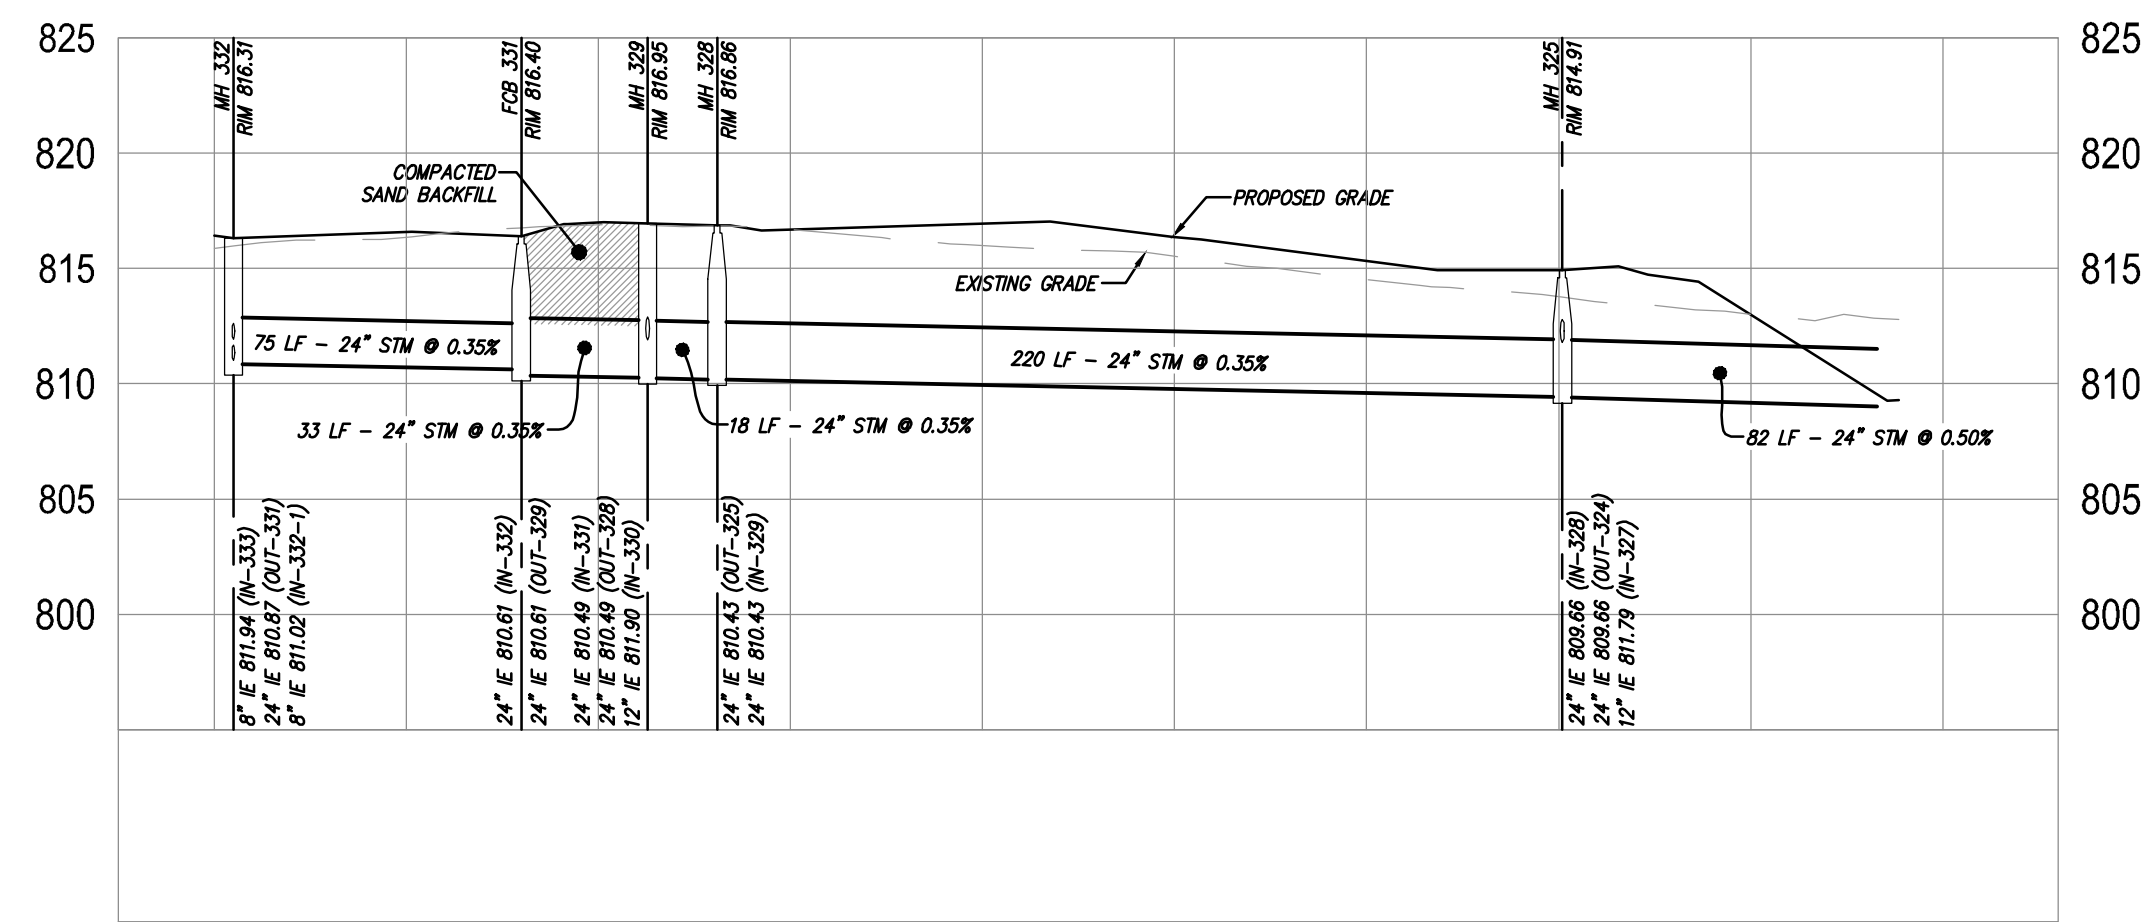 825
825
820
820
815
815
810
810
805
805
800
800
MH 332
RIM 816.31
FCB 331
RIM 816.40
MH 329
RIM 816.95
MH 328
RIM 816.86
MH 325
RIM 814.91
COMPACTED
SAND BACKFILL
PROPOSED GRADE
EXISTING GRADE
75 LF - 24" STM @ 0.35%
220 LF - 24" STM @ 0.35%
33 LF - 24" STM @ 0.35%
18 LF - 24" STM @ 0.35%
82 LF - 24" STM @ 0.50%
8" IE 811.94 (IN-333)
24" IE 810.87 (OUT-331)
8" IE 811.02 (IN-332-1)
24" IE 810.61 (IN-332)
24" IE 810.61 (OUT-329)
24" IE 810.49 (IN-331)
24" IE 810.49 (OUT-328)
12" IE 811.90 (IN-330)
24" IE 810.43 (OUT-325)
24" IE 810.43 (IN-329)
24" IE 809.66 (IN-328)
24" IE 809.66 (OUT-324)
12" IE 811.79 (IN-327)